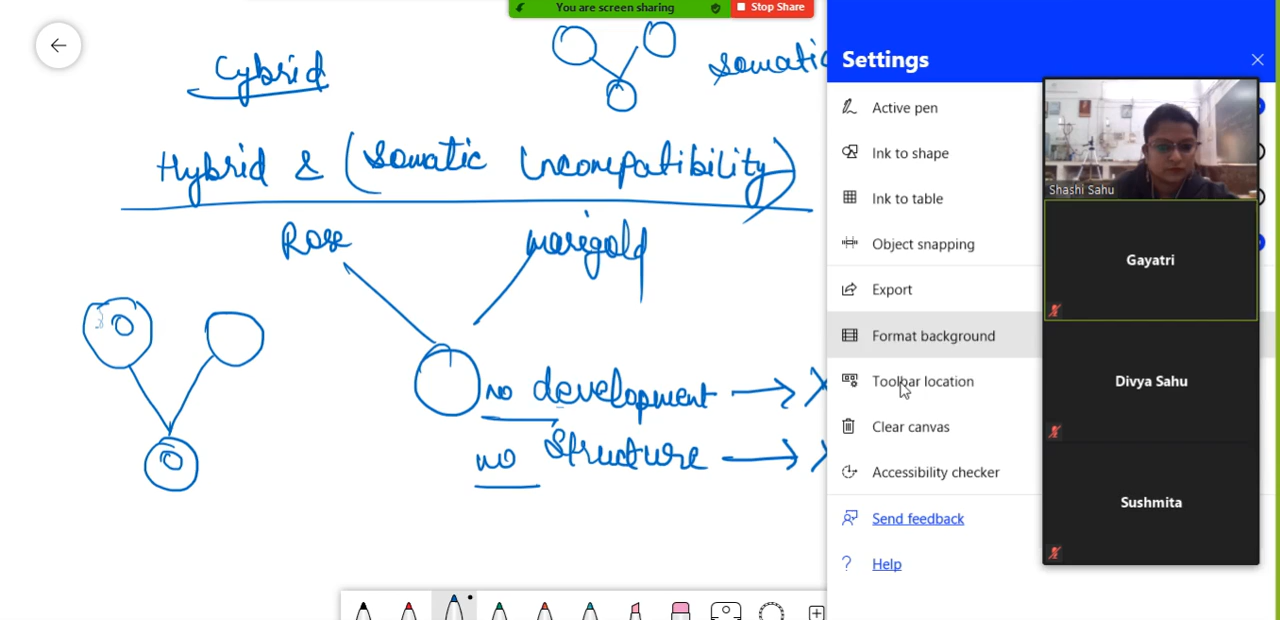 You are screen sharing Stop Share
Cybrid
somatic
Hybrid & (Somatic Incompatibility)
Rose marigold
no development
no Structure
Settings
Active pen
Ink to shape
Ink to table
Object snapping
Export
Format background
Toolbar location
Clear canvas
Accessibility checker
Send feedback
? Help
Shashi Sahu
Gayatri
Divya Sahu
Sushmita